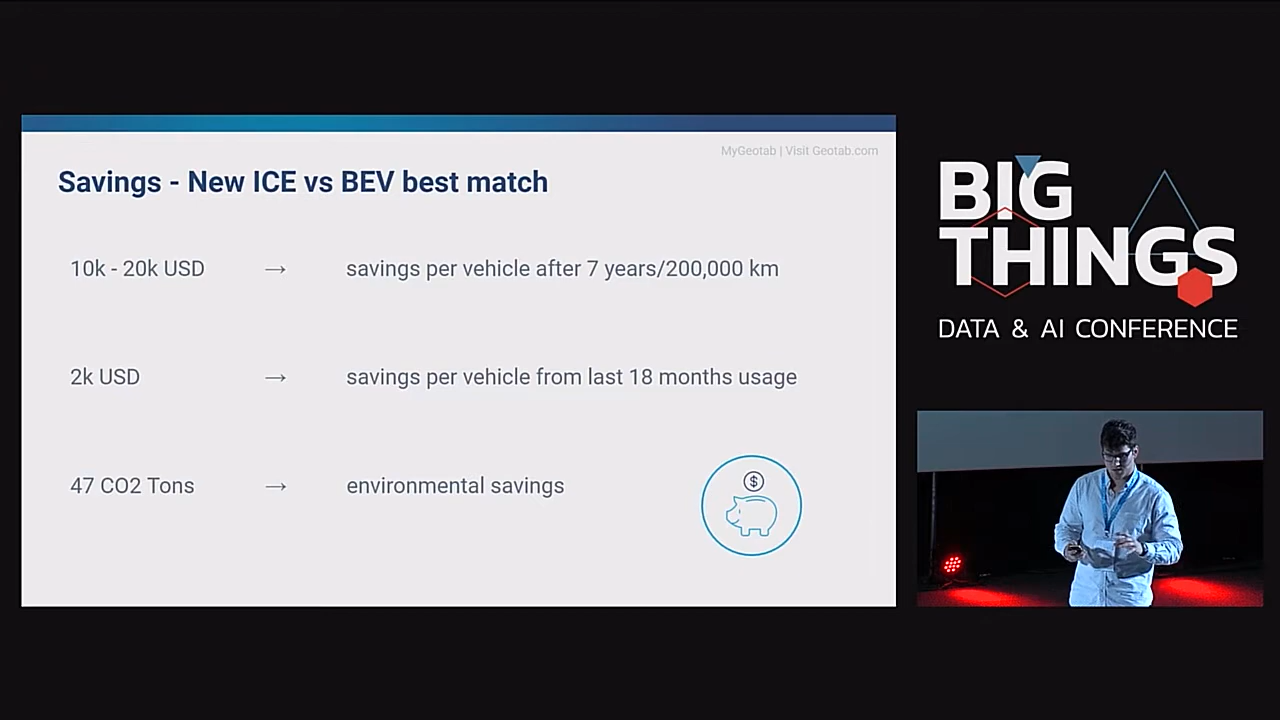 MyGeotab | Visit Geotab.com
Savings - New ICE vs BEV best match
10k - 20k USD → savings per vehicle after 7 years/200,000 km
2k USD → savings per vehicle from last 18 months usage
47 CO2 Tons → environmental savings
$
BIG
THINGS
DATA & AI CONFERENCE